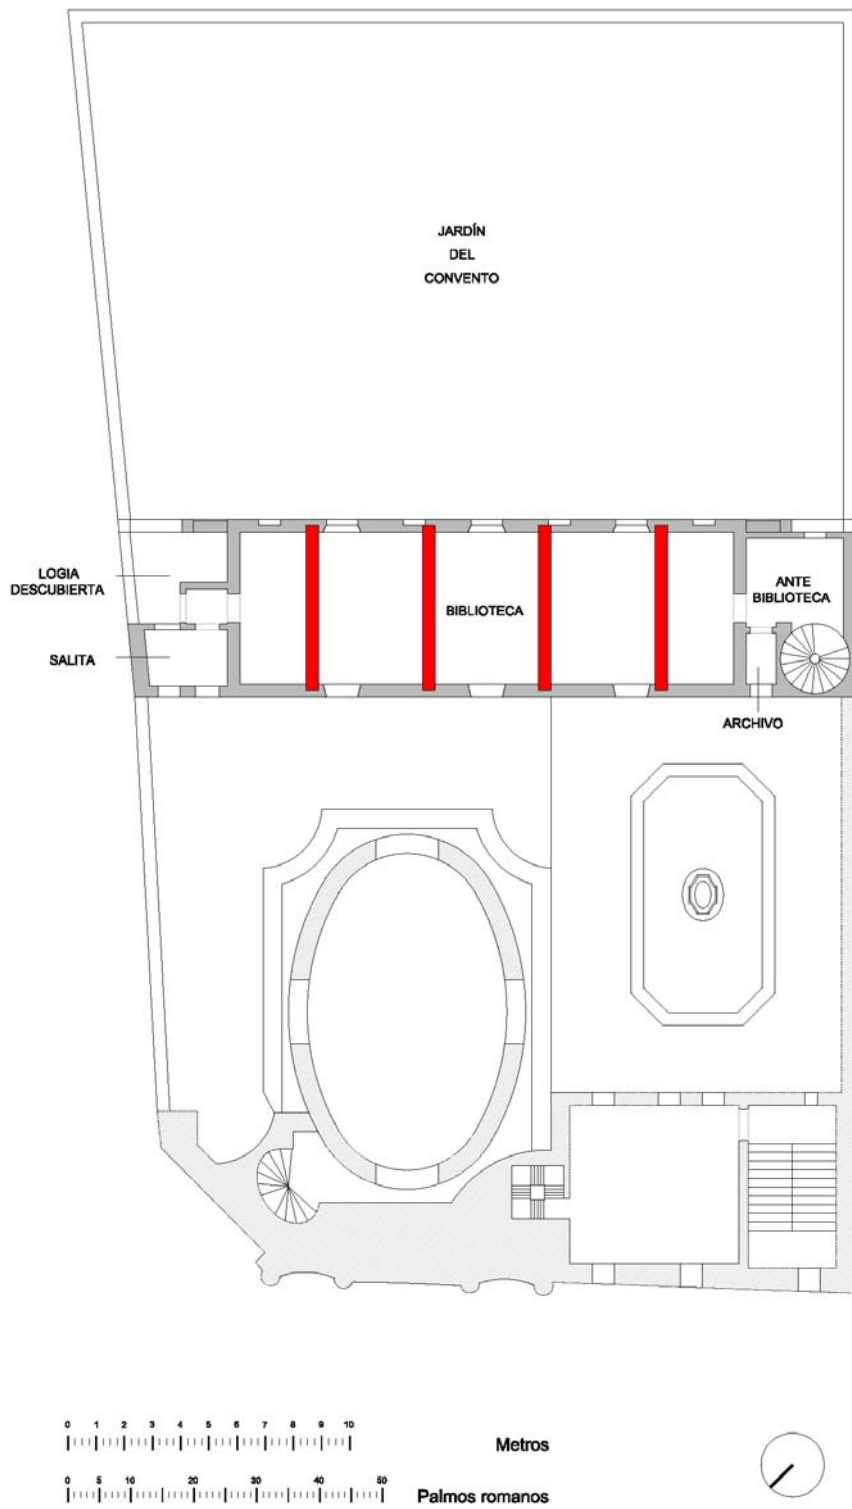 JARDÍN
DEL
CONVENTO
LOGIA
DESCUBIERTA
SALITA
BIBLIOTECA
ANTE
BIBLIOTECA
ARCHIVO
0 1 2 3 4 5 6 7 8 9 10
Metros
0 5 10 20 30 40 50
Palmos romanos